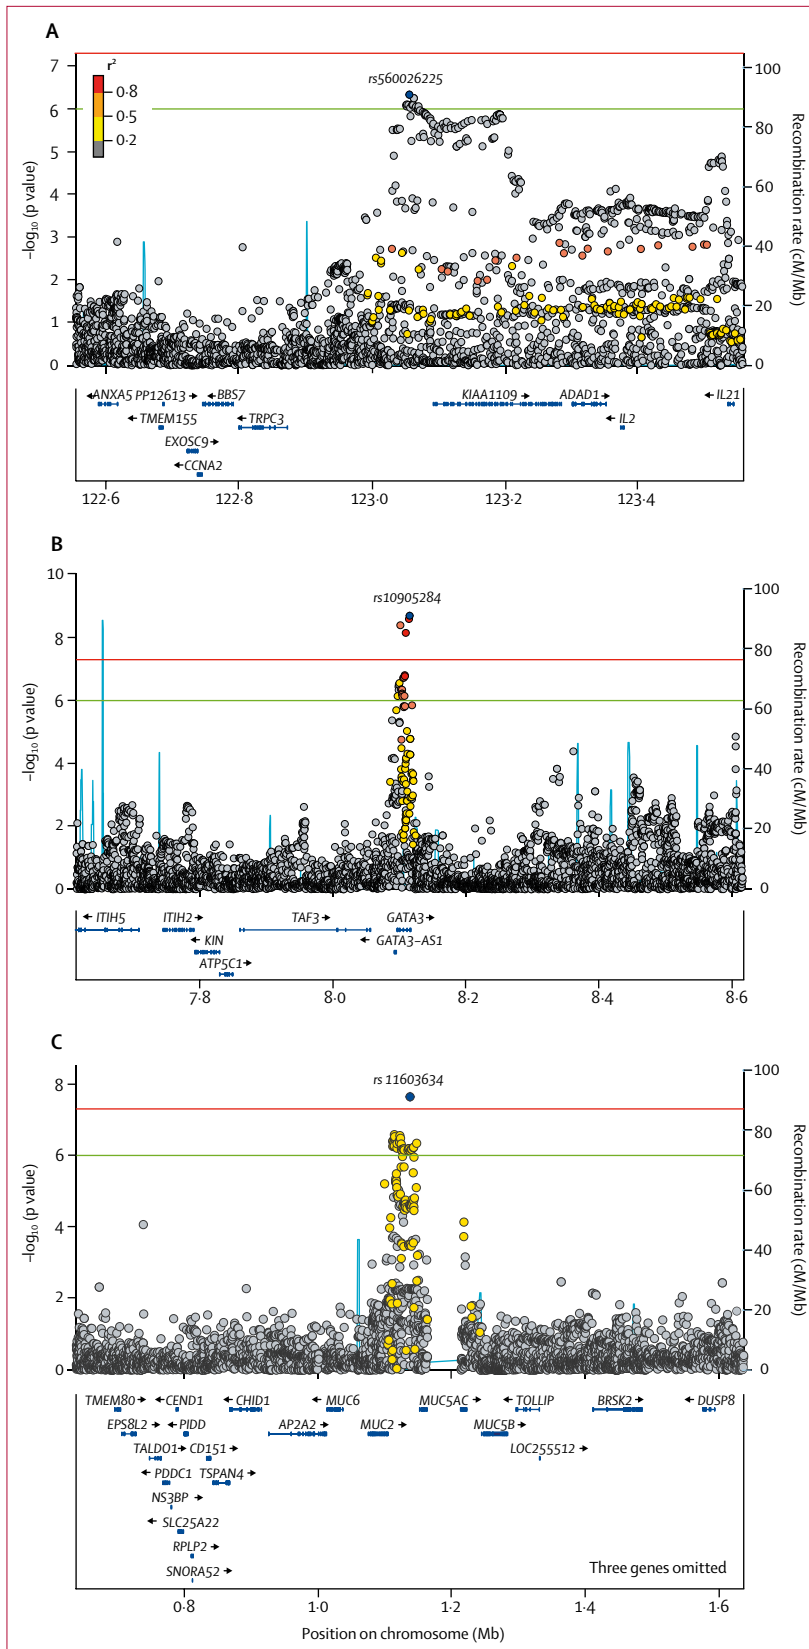 A
7
6
5
4
3
2
1
0
−log₁₀ (p value)
r²
0·8
0·5
0·2
rs560026225
100
80
60
40
20
0
Recombination rate (cM/Mb)
←ANXA5 PP12613→ ←BBS7 KIAA1109→ ADAD1→ ←IL21
←TMEM155 ←TRPC3 ←IL2
EXOSC9→
←CCNA2
122·6 122·8 123·0 123·2 123·4
B
10
8
6
4
2
0
−log₁₀ (p value)
rs10905284
100
80
60
40
20
0
Recombination rate (cM/Mb)
←ITIH5 ITIH2→ TAF3→ GATA3→
←KIN ←GATA3-AS1
ATP5C1→
7·8 8·0 8·2 8·4 8·6
C
8
6
4
2
0
−log₁₀ (p value)
rs 11603634
100
80
60
40
20
0
Recombination rate (cM/Mb)
TMEM80→ ←CEND1 ←CHID1 ←MUC6 MUC5AC→ ←TOLLIP BRSK2→ ←DUSP8
EPS8L2→ ←PIDD AP2A2→ MUC2→ MUC5B→
TALDO1→ CD151→ LOC255512→
←PDDC1 TSPAN4→
NS3BP→
←SLC25A22
RPLP2→
SNORA52→
Three genes omitted
0·8 1·0 1·2 1·4 1·6
Position on chromosome (Mb)